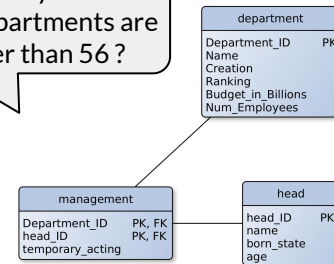 partments are
er than 56 ?
department
Department_ID PK
Name
Creation
Ranking
Budget_in_Billions
Num_Employees
management
Department_ID PK, FK
head_ID PK, FK
temporary_acting
head
head_ID PK
name
born_state
age